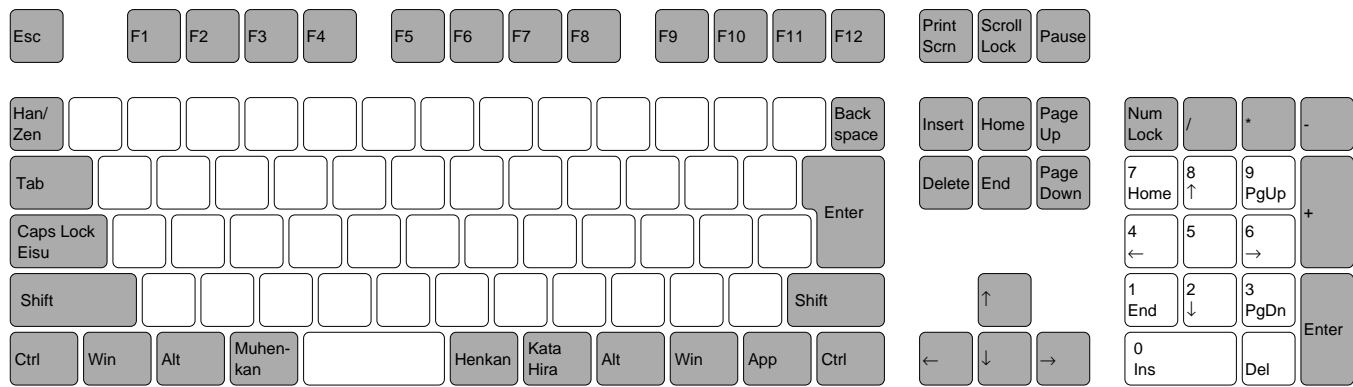 Esc F1 F2 F3 F4 F5 F6 F7 F8 F9 F10 F11 F12 Print Scrn Scroll Lock Pause
Han/ Zen Back space Insert Home Page Up Num Lock / * -
Tab Enter Delete End Page Down 7 Home 8 ↑ 9 PgUp +
Caps Lock Eisu 4 ← 5 6 →
Shift Shift ↑ 1 End 2 ↓ 3 PgDn Enter
Ctrl Win Alt Muhen- kan Henkan Kata Hira Alt Win App Ctrl ← ↓ → 0 Ins Del